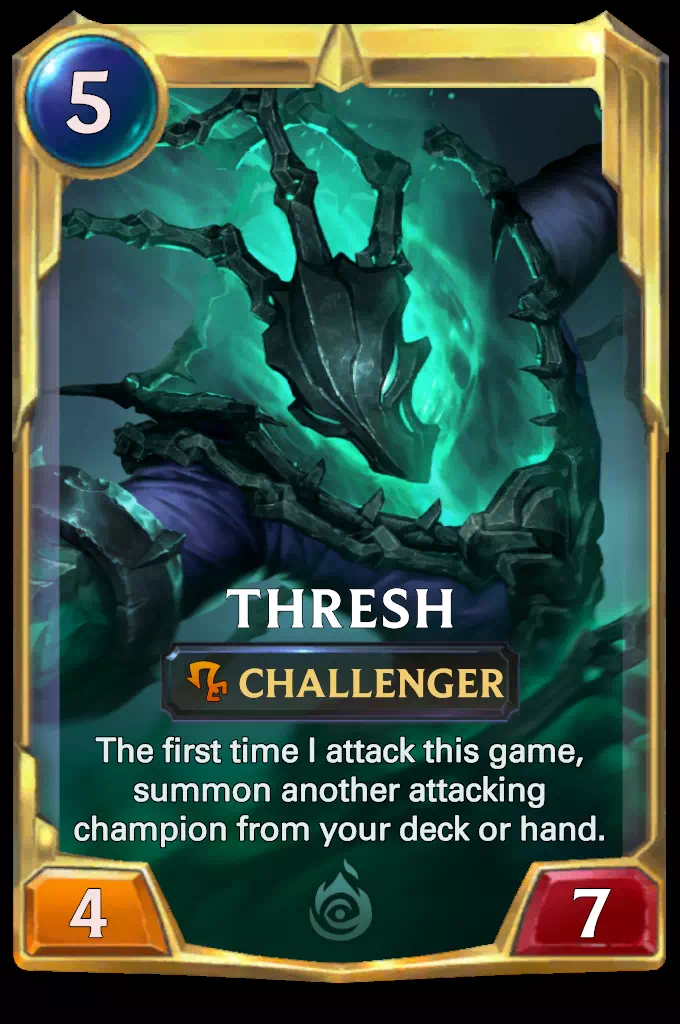 5
THRESH
CHALLENGER
The first time I attack this game,
summon another attacking
champion from your deck or hand.
4
7